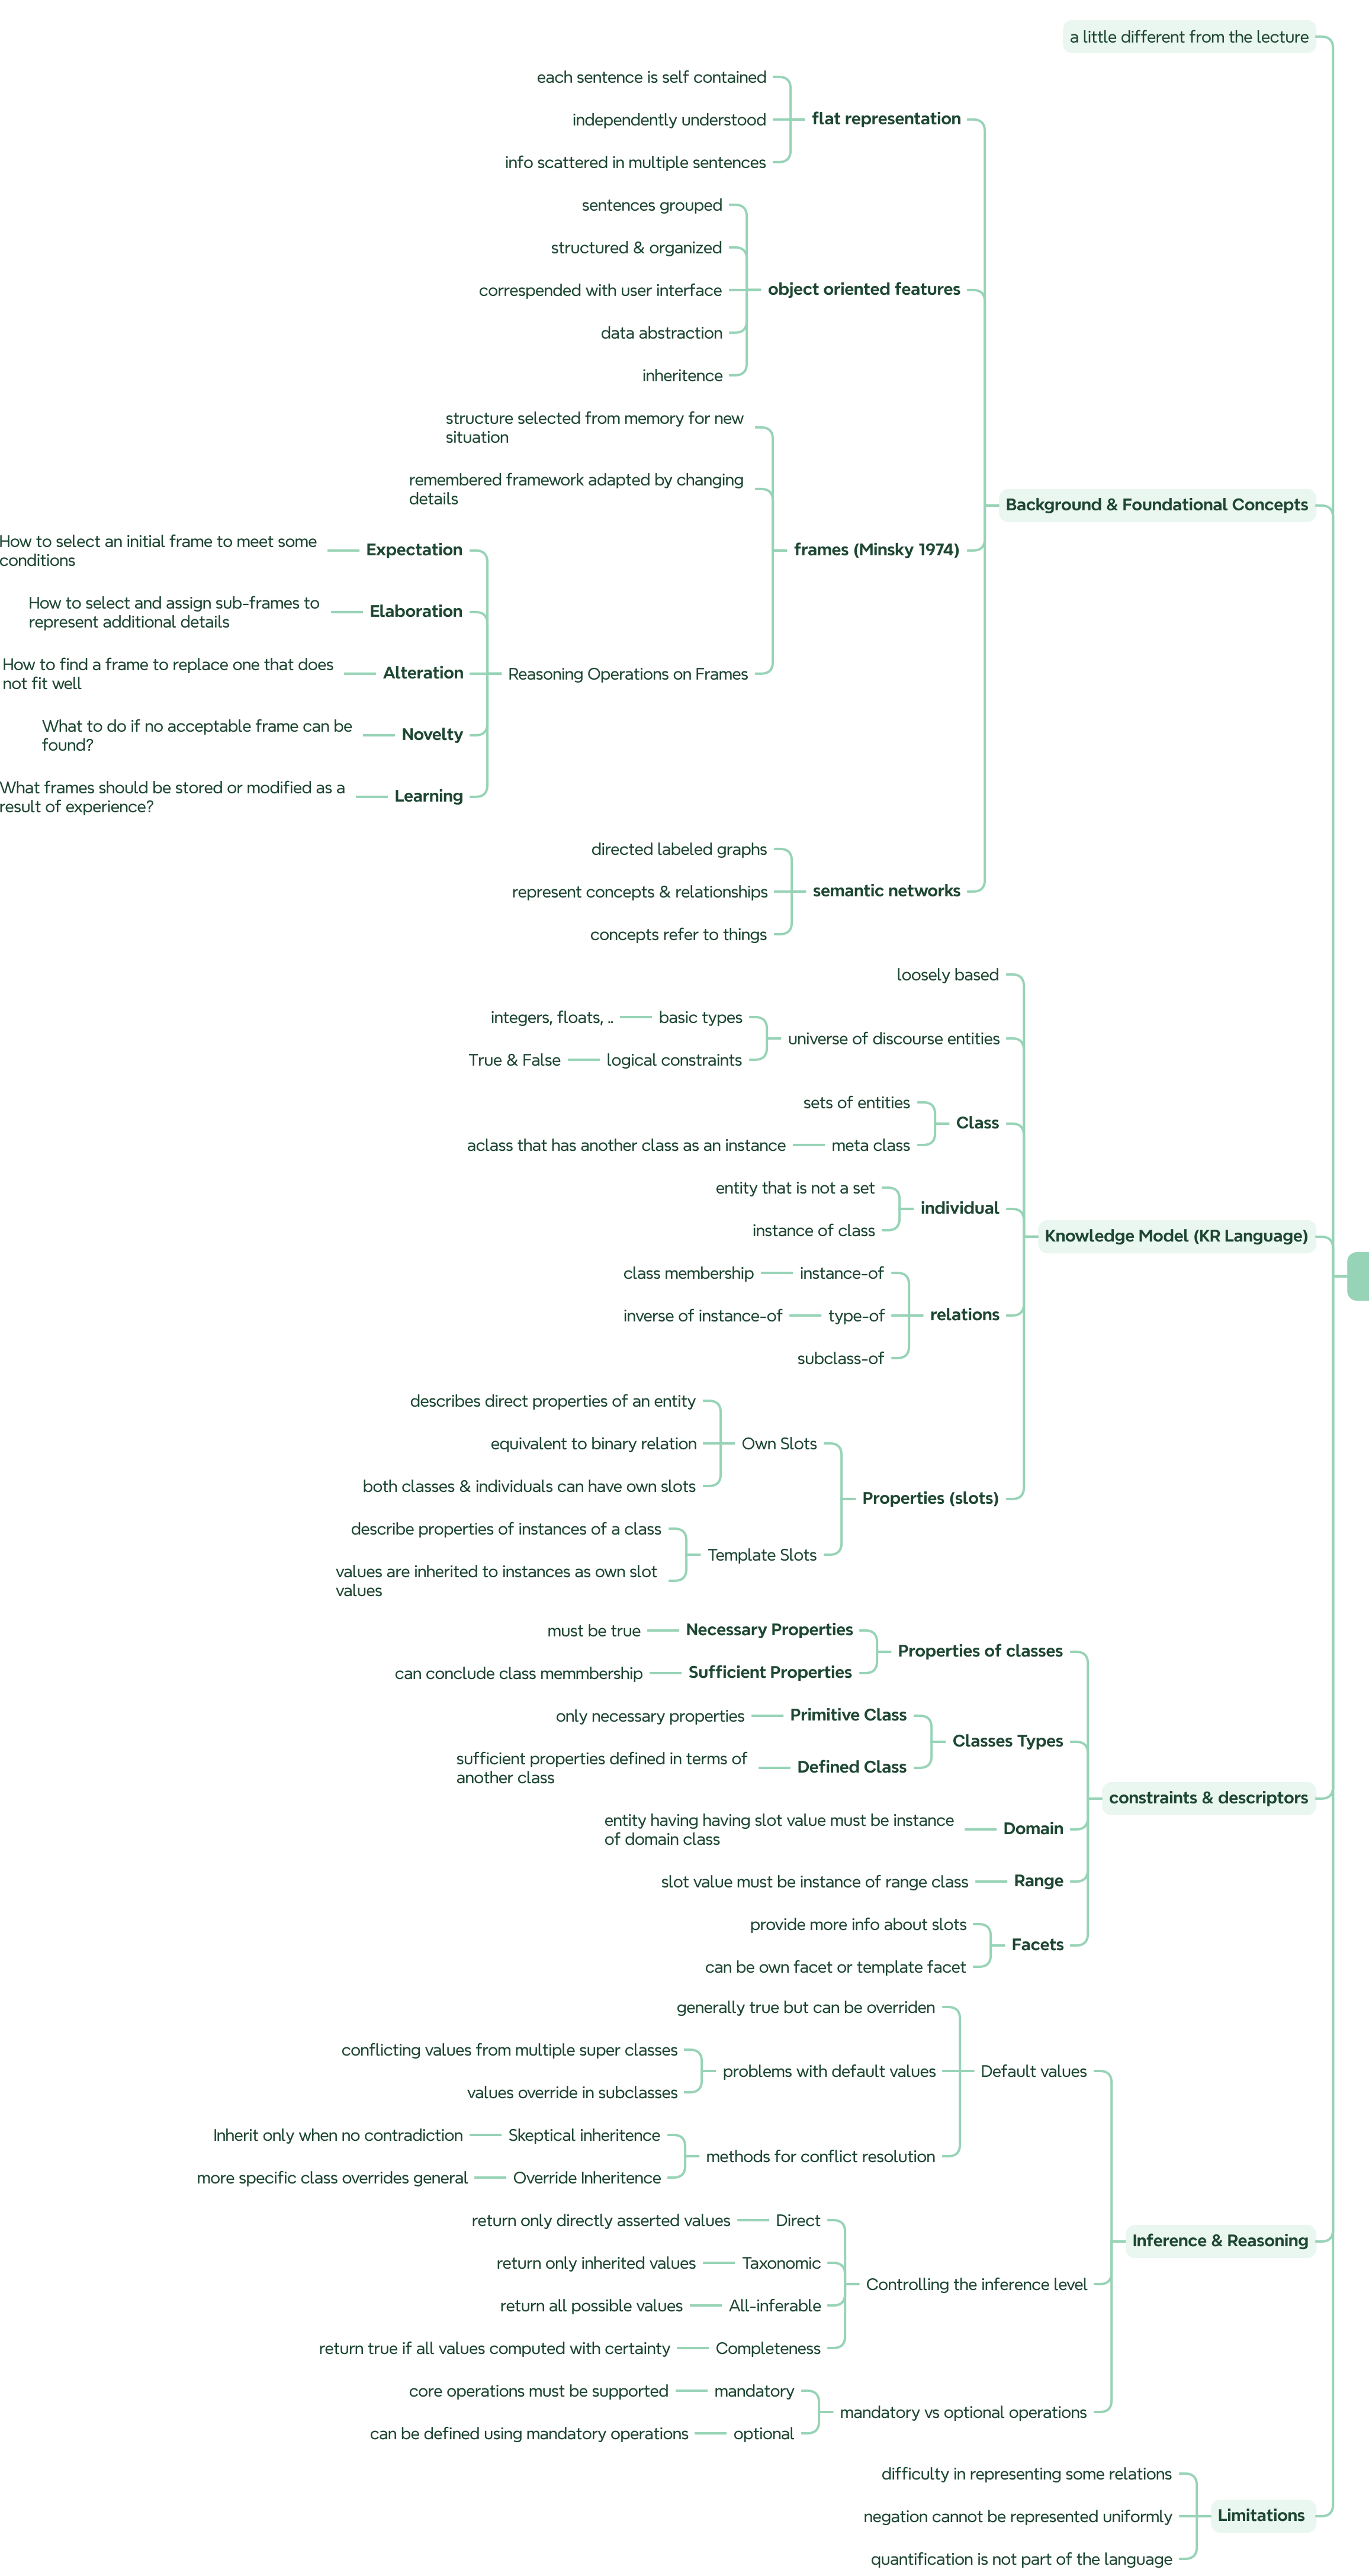 a little different from the lecture
each sentence is self contained
independently understood
flat representation
info scattered in multiple sentences
sentences grouped
structured & organized
correspended with user interface
object oriented features
data abstraction
inheritence
structure selected from memory for new
situation
remembered framework adapted by changing
details
Background & Foundational Concepts
How to select an initial frame to meet some
conditions
Expectation
frames (Minsky 1974)
How to select and assign sub-frames to
represent additional details
Elaboration
How to find a frame to replace one that does
not fit well
Alteration
Reasoning Operations on Frames
What to do if no acceptable frame can be
found?
Novelty
What frames should be stored or modified as a
result of experience?
Learning
directed labeled graphs
represent concepts & relationships
semantic networks
concepts refer to things
loosely based
integers, floats, ..
basic types
universe of discourse entities
True & False
logical constraints
sets of entities
Class
aclass that has another class as an instance
meta class
entity that is not a set
individual
instance of class
Knowledge Model (KR Language)
class membership
instance-of
inverse of instance-of
type-of
relations
subclass-of
describes direct properties of an entity
equivalent to binary relation
Own Slots
both classes & individuals can have own slots
Properties (slots)
describe properties of instances of a class
Template Slots
values are inherited to instances as own slot
values
must be true
Necessary Properties
Properties of classes
can conclude class memmbership
Sufficient Properties
only necessary properties
Primitive Class
Classes Types
sufficient properties defined in terms of
another class
Defined Class
constraints & descriptors
entity having having slot value must be instance
of domain class
Domain
slot value must be instance of range class
Range
provide more info about slots
Facets
can be own facet or template facet
generally true but can be overriden
conflicting values from multiple super classes
problems with default values
Default values
values override in subclasses
Inherit only when no contradiction
Skeptical inheritence
methods for conflict resolution
more specific class overrides general
Override Inheritence
return only directly asserted values
Direct
Inference & Reasoning
return only inherited values
Taxonomic
Controlling the inference level
return all possible values
All-inferable
return true if all values computed with certainty
Completeness
core operations must be supported
mandatory
mandatory vs optional operations
can be defined using mandatory operations
optional
difficulty in representing some relations
negation cannot be represented uniformly
Limitations
quantification is not part of the language